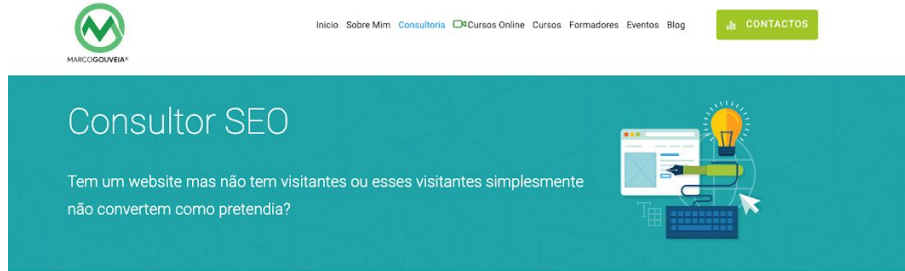 MARCOGOUVEIA®
Inicio Sobre Mim Consultoria Cursos Online Cursos Formadores Eventos Blog
CONTACTOS
Consultor SEO
Tem um website mas não tem visitantes ou esses visitantes simplesmente
não convertem como pretendia?
T